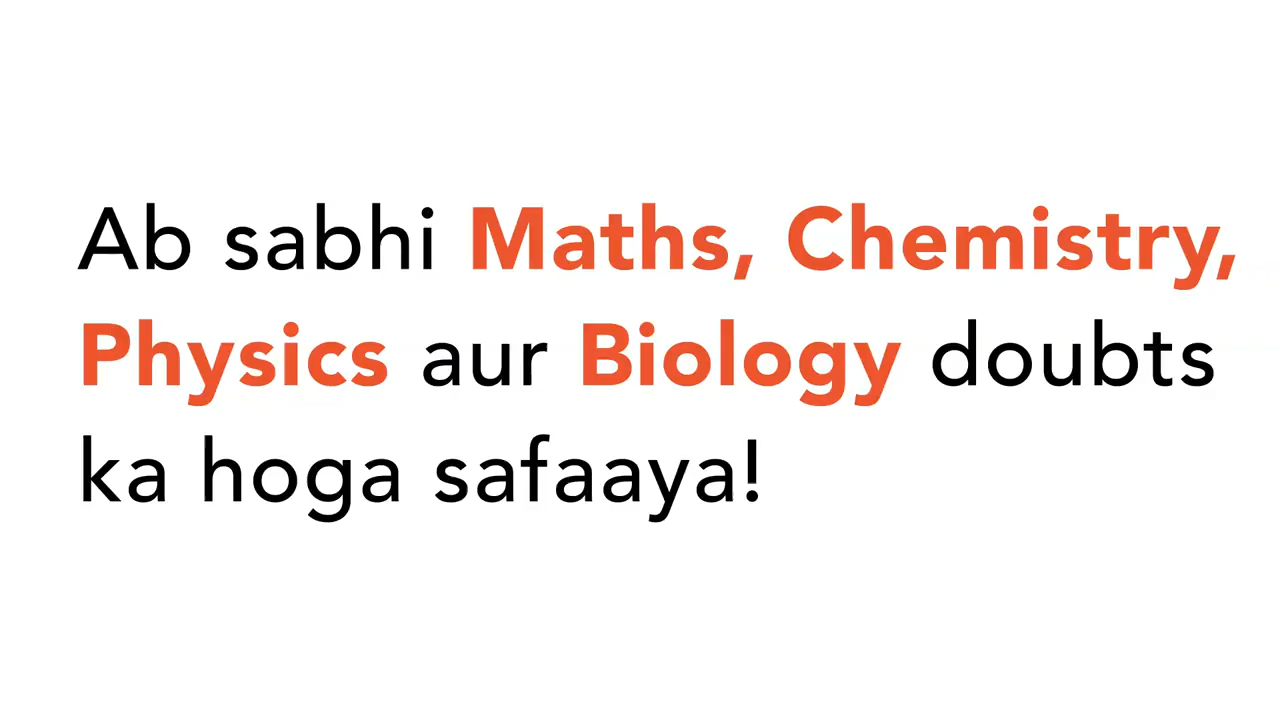 Ab sabhi Maths, Chemistry,
Physics aur Biology doubts
ka hoga safaaya!